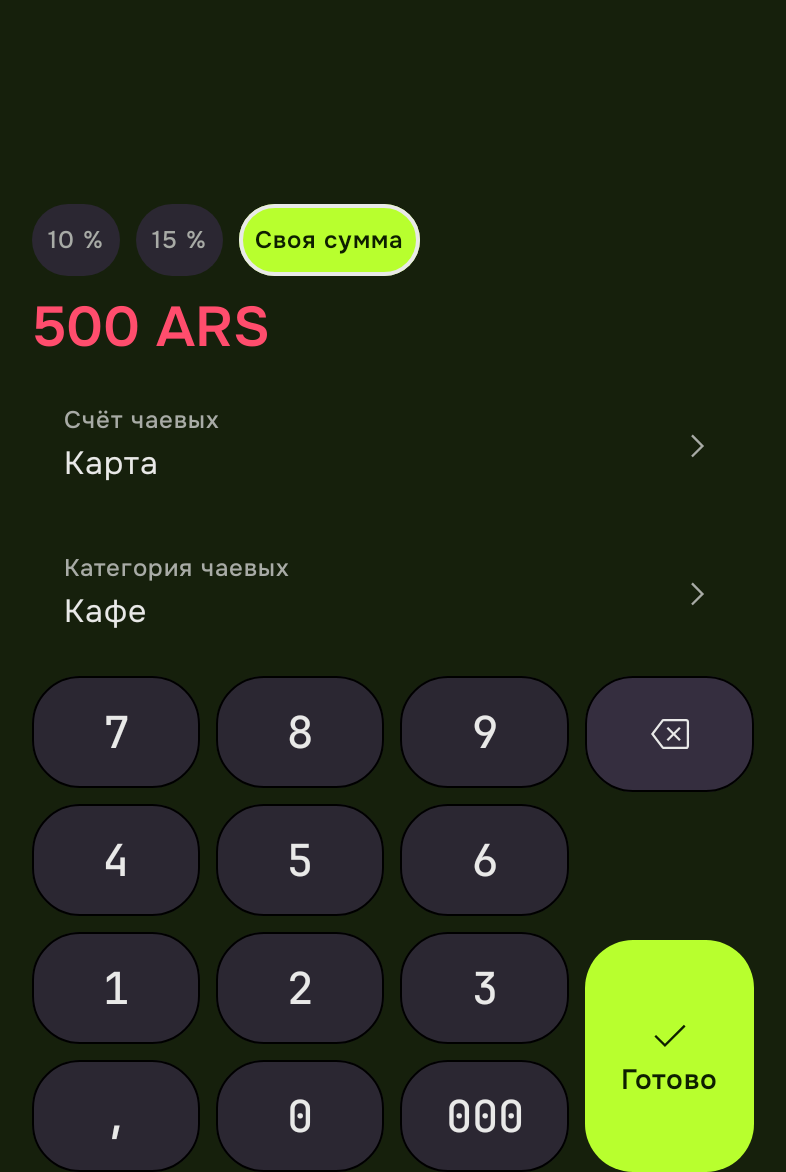 10 % 15 % Своя сумма
500 ARS
Счёт чаевых
Карта
Категория чаевых
Кафе
7 8 9
4 5 6
1 2 3
Готово
, 0 000